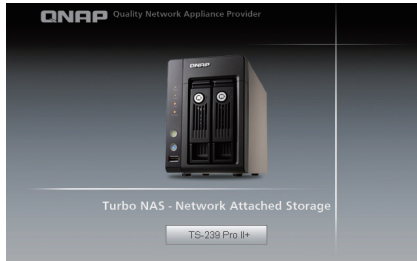 QNAP Quality Network Appliance Provider
QNAP
Turbo NAS - Network Attached Storage
TS-239 Pro II+